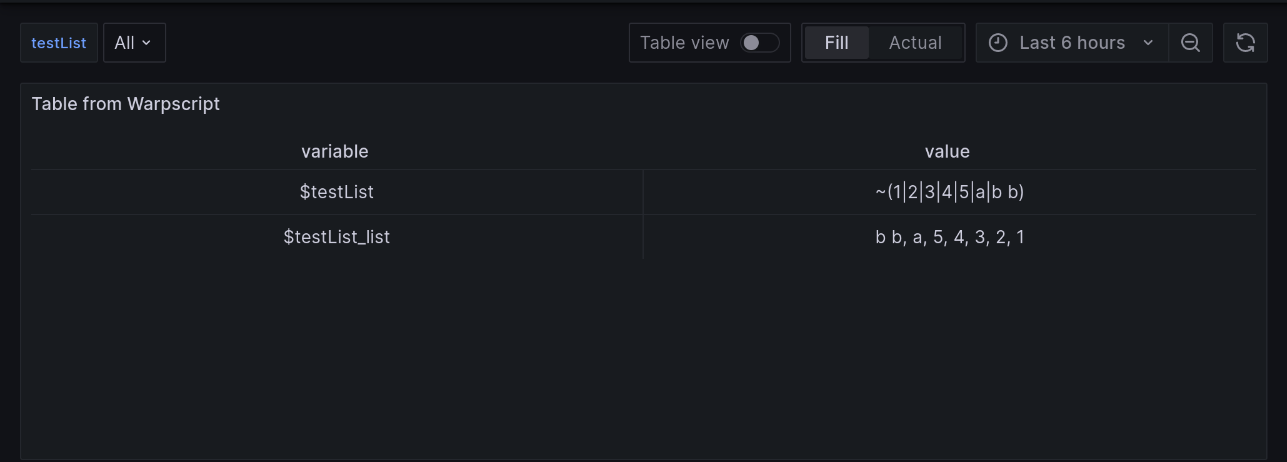 testList All Table view Fill Actual Last 6 hours
Table from Warpscript
variable value
$testList ~(1|2|3|4|5|a|b b)
$testList_list b b, a, 5, 4, 3, 2, 1